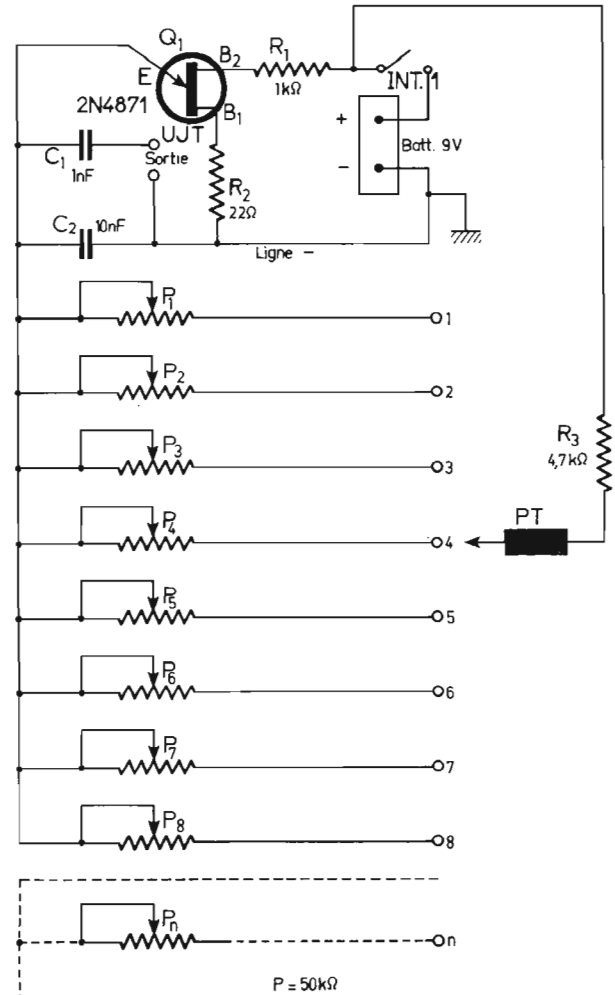 Q1
B2
R1
1kΩ
INT. 1
E
2N4871
B1
UJT
+
Batt. 9V
−
C1
1nF
Sortie
R2
22Ω
C2 10nF
Ligne −
P1
1
P2
2
P3
3
R3
4,7kΩ
P4
4
PT
P5
5
P6
6
P7
7
P8
8
Pn
n
P = 50kΩ